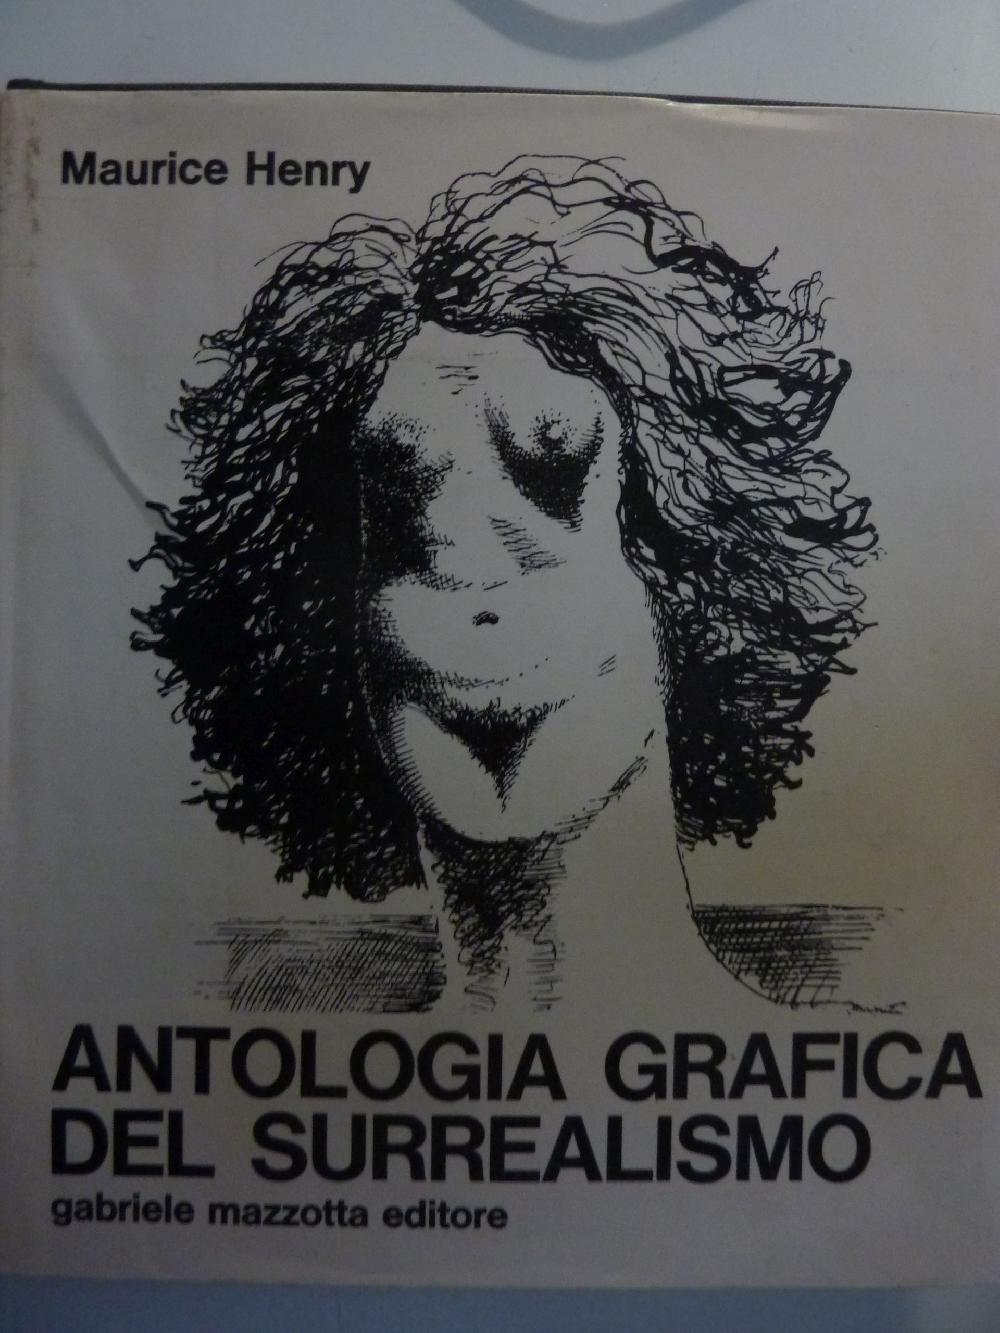 Maurice Henry
ANTOLOGIA GRAFICA
DEL SURREALISMO
gabriele mazzotta editore